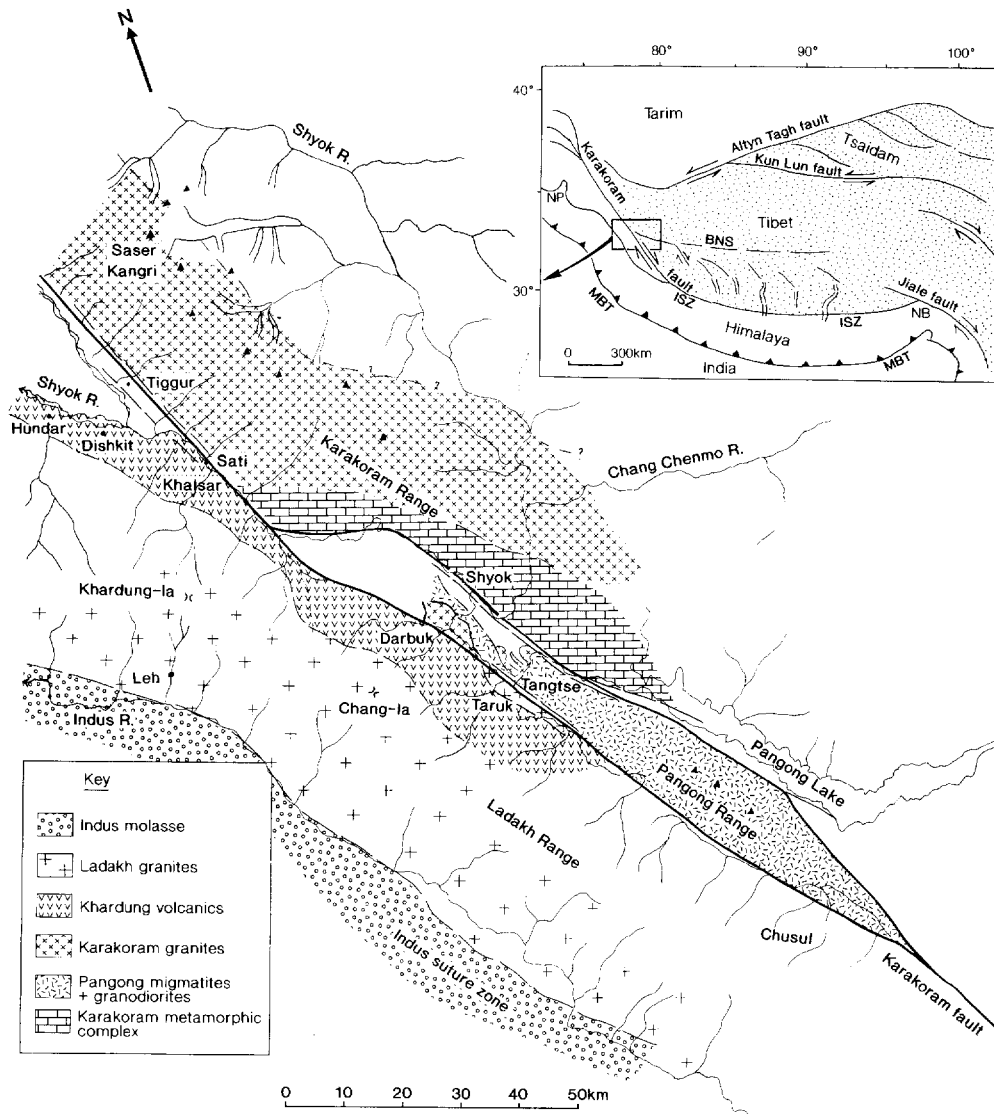 N
Shyok R.
Saser
Kangri
Tiggur
Shyok R.
Hundar
Dishkit
Sati
Khalsar
?
?
?
Karakoram Range
Chang Chenmo R.
Shyok
Khardung-la
Darbuk
Leh
Chang-la
Tangtse
Taruk
Indus R.
Pangong Lake
Pangong Range
Ladakh Range
Chusul
Indus suture zone
Karakoram fault
Key
Indus molasse
Ladakh granites
Khardung volcanics
Karakoram granites
Pangong migmatites
+ granodiorites
Karakoram metamorphic
complex
0 10 20 30 40 50km
80° 90° 100°
40°
30°
Tarim
Altyn Tagh fault
Tsaidam
Kun Lun fault
Karakoram
fault
NP
Tibet
BNS
Jiale fault
ISZ
ISZ
NB
MBT
Himalaya
MBT
India
0 300km